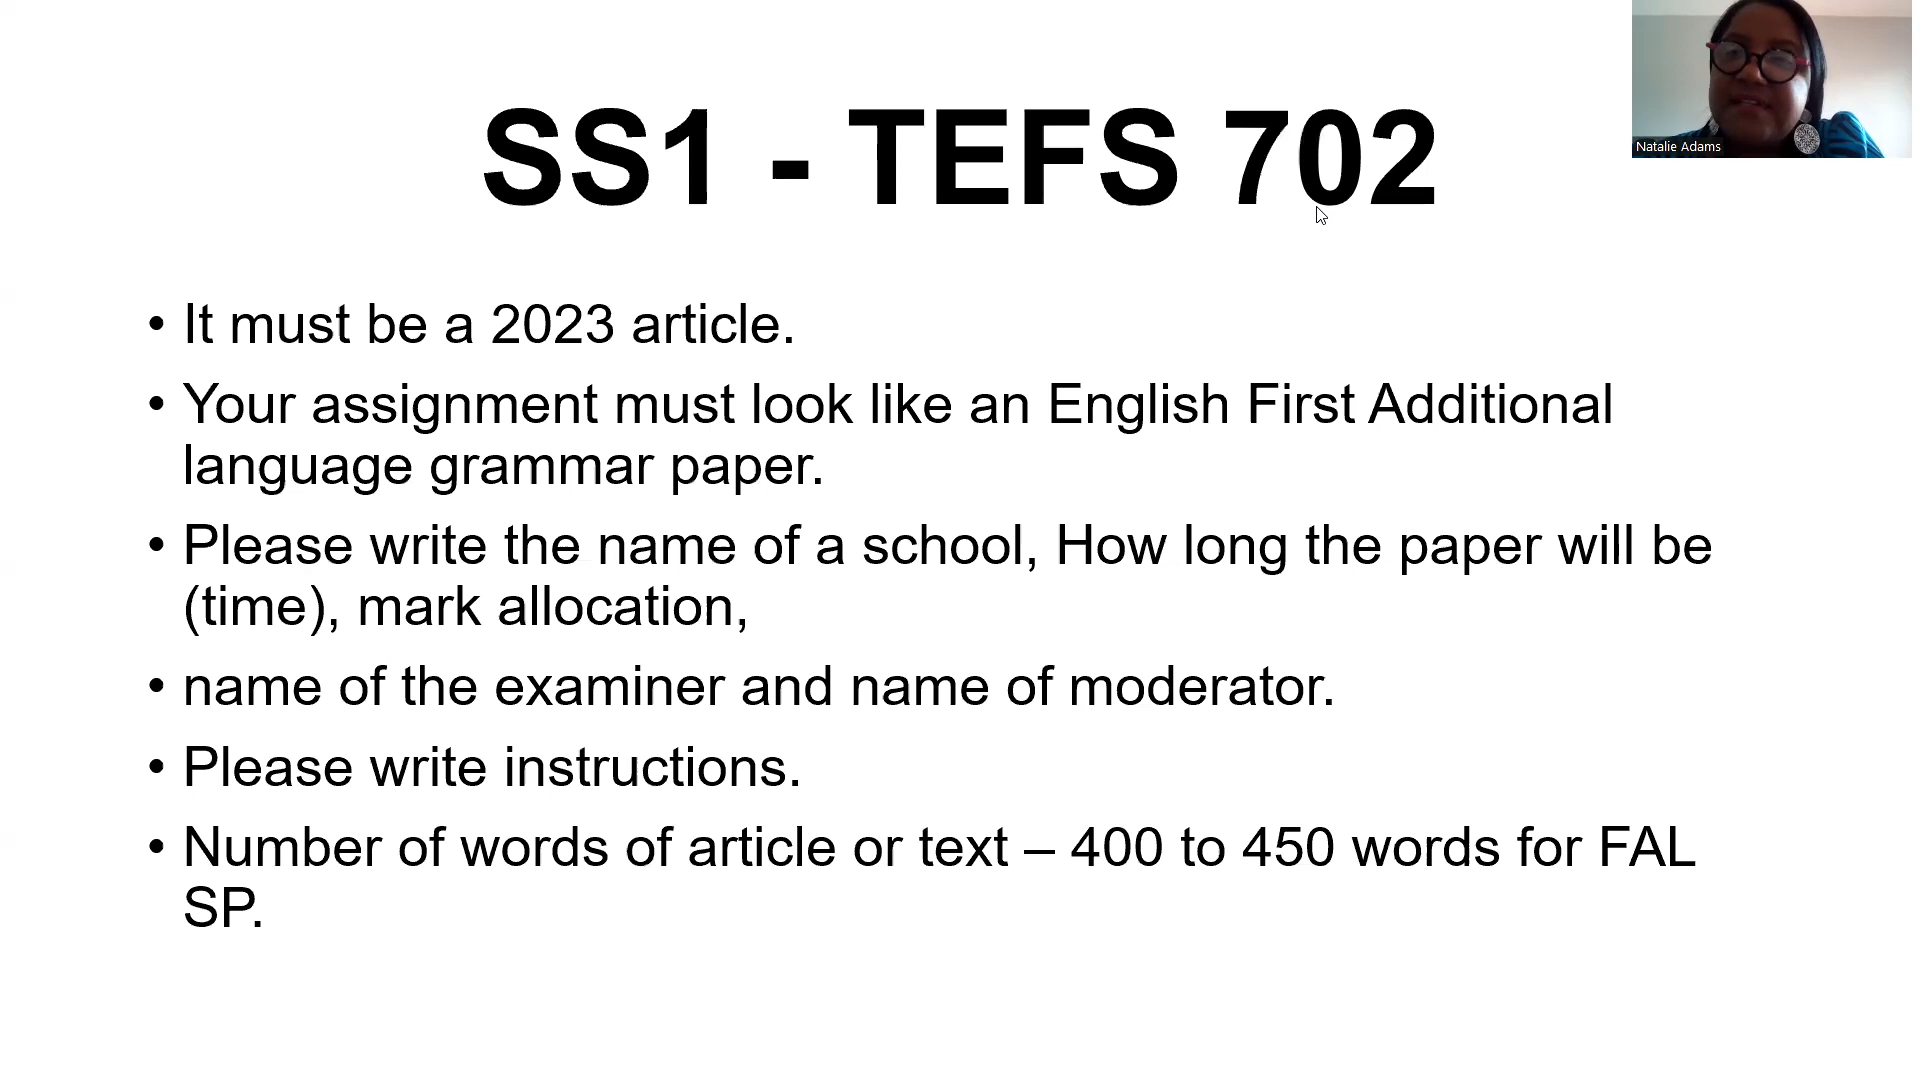 SS1 - TEFS 702
Natalie Adams
• It must be a 2023 article.
• Your assignment must look like an English First Additional
language grammar paper.
• Please write the name of a school, How long the paper will be
(time), mark allocation,
• name of the examiner and name of moderator.
• Please write instructions.
• Number of words of article or text – 400 to 450 words for FAL
SP.